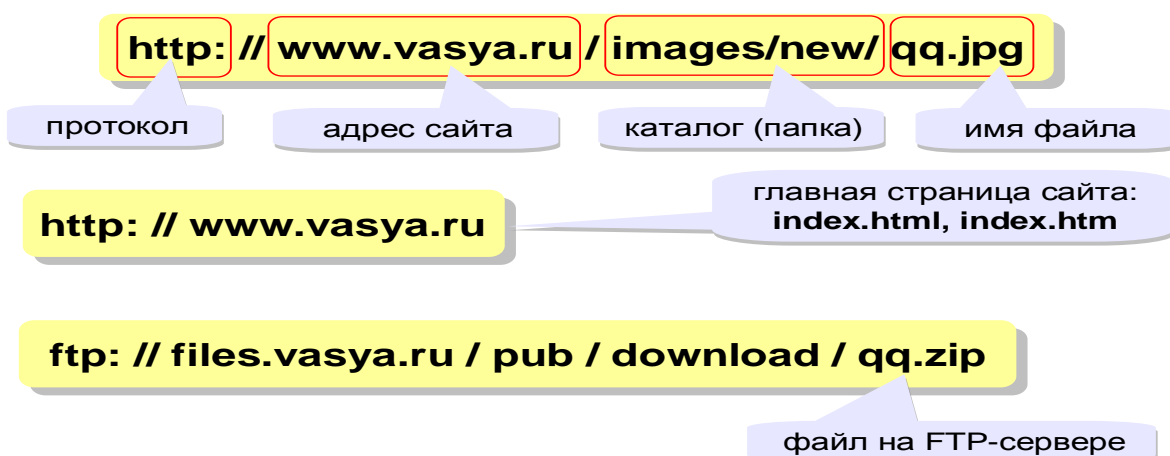 http: // www.vasya.ru / images/new/ qq.jpg
протокол адрес сайта каталог (папка) имя файла
главная страница сайта:
index.html, index.htm
http: // www.vasya.ru
ftp: // files.vasya.ru / pub / download / qq.zip
файл на FTP-сервере